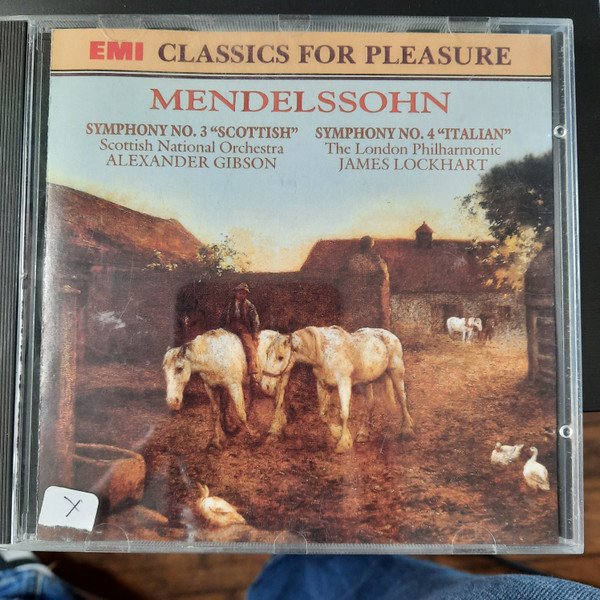 EMI CLASSICS FOR PLEASURE
MENDELSSOHN
SYMPHONY NO. 3 "SCOTTISH"
Scottish National Orchestra
ALEXANDER GIBSON
SYMPHONY NO. 4 "ITALIAN"
The London Philharmonic
JAMES LOCKHART
Y